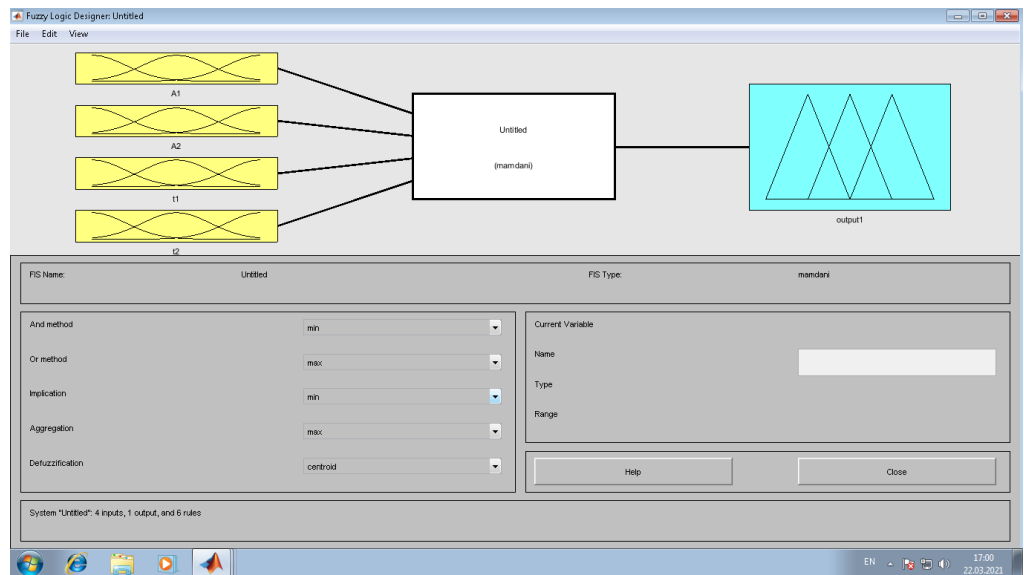 Fuzzy Logic Designer: Untitled
File Edit View
A1
A2
t1
t2
Untitled
(mamdani)
output1
FIS Name: Untitled FIS Type: mamdani
And method min
Or method max
Implication min
Aggregation max
Defuzzification centroid
Current Variable
Name
Type
Range
Help Close
System "Untitled": 4 inputs, 1 output, and 6 rules
EN 17:00
22.03.2021